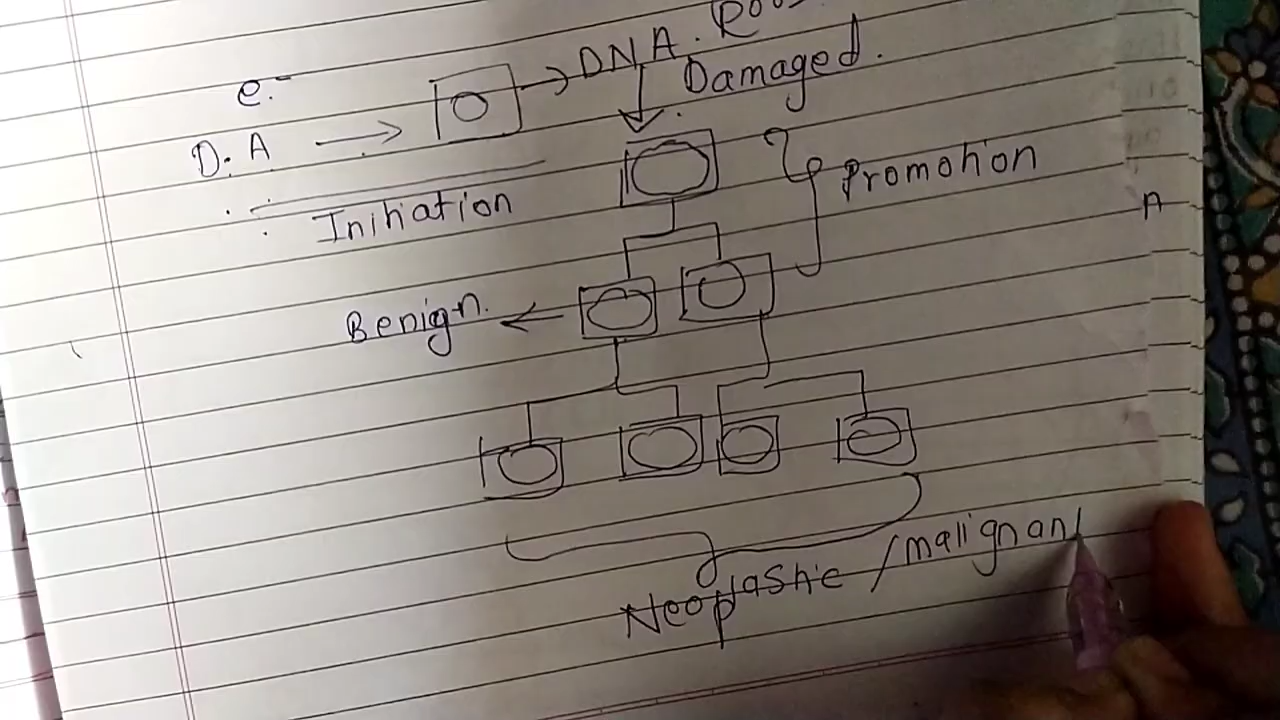 e.-
DNA.
Damaged.
D.A
Initiation
Promotion
n
Benign.
Neoplastic / malignant